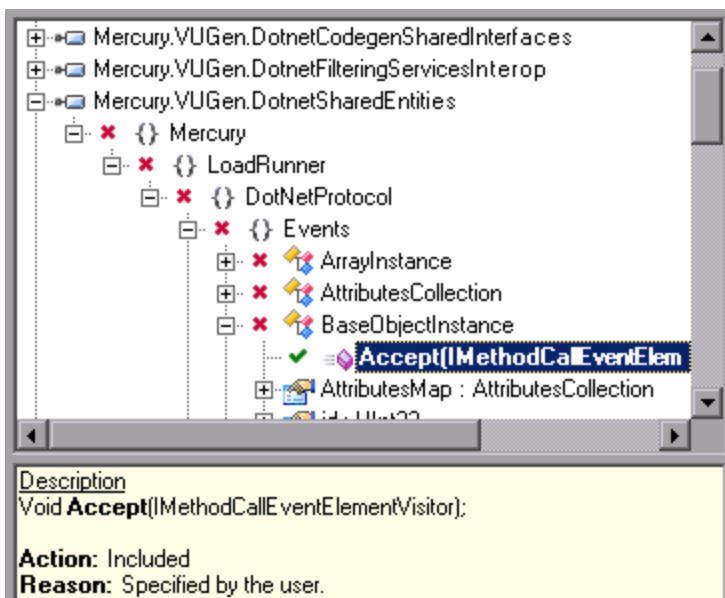 Mercury.VUGen.DotnetCodegenSharedInterfaces
Mercury.VUGen.DotnetFilteringServicesInterop
Mercury.VUGen.DotnetSharedEntities
{} Mercury
{} LoadRunner
{} DotNetProtocol
{} Events
ArrayInstance
AttributesCollection
BaseObjectInstance
Accept(IMethodCallEventElem
AttributesMap : AttributesCollection
Description
Void Accept(IMethodCallEventElementVisitor);
Action: Included
Reason: Specified by the user.